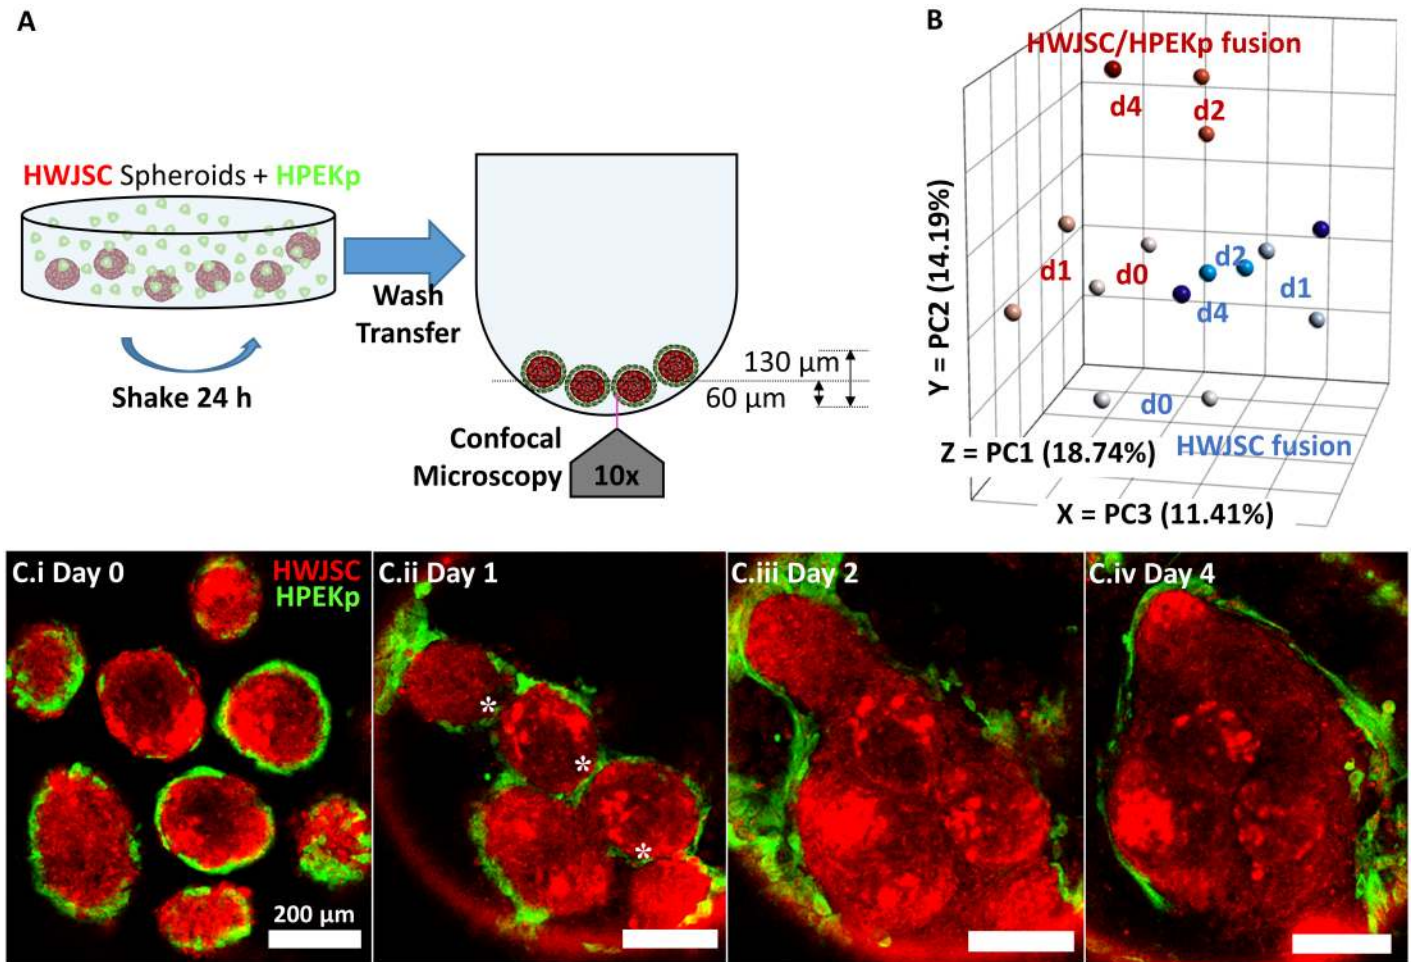 A
HWJSC Spheroids + HPEKp
Shake 24 h
Wash
Transfer
130 µm
60 µm
Confocal
Microscopy
10x
B
HWJSC/HPEKp fusion
d4
d2
d1
d0
d2
d4
d1
d0
HWJSC fusion
Y = PC2 (14.19%)
Z = PC1 (18.74%)
X = PC3 (11.41%)
C.i Day 0
HWJSC
HPEKp
200 µm
C.ii Day 1
*
*
*
C.iii Day 2
C.iv Day 4